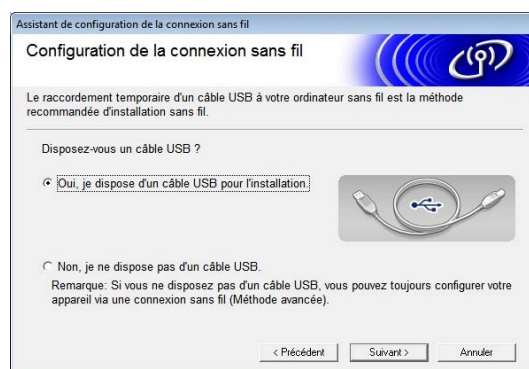 Assistant de configuration de la connexion sans fil
Configuration de la connexion sans fil
Le raccordement temporaire d'un câble USB à votre ordinateur sans fil est la méthode
recommandée d'installation sans fil.
Disposez-vous un câble USB ?
Oui, je dispose d'un câble USB pour l'installation.
Non, je ne dispose pas d'un câble USB.
Remarque: Si vous ne disposez pas d'un câble USB, vous pouvez toujours configurer votre
appareil via une connexion sans fil (Méthode avancée).
< Précédent
Suivant >
Annuler